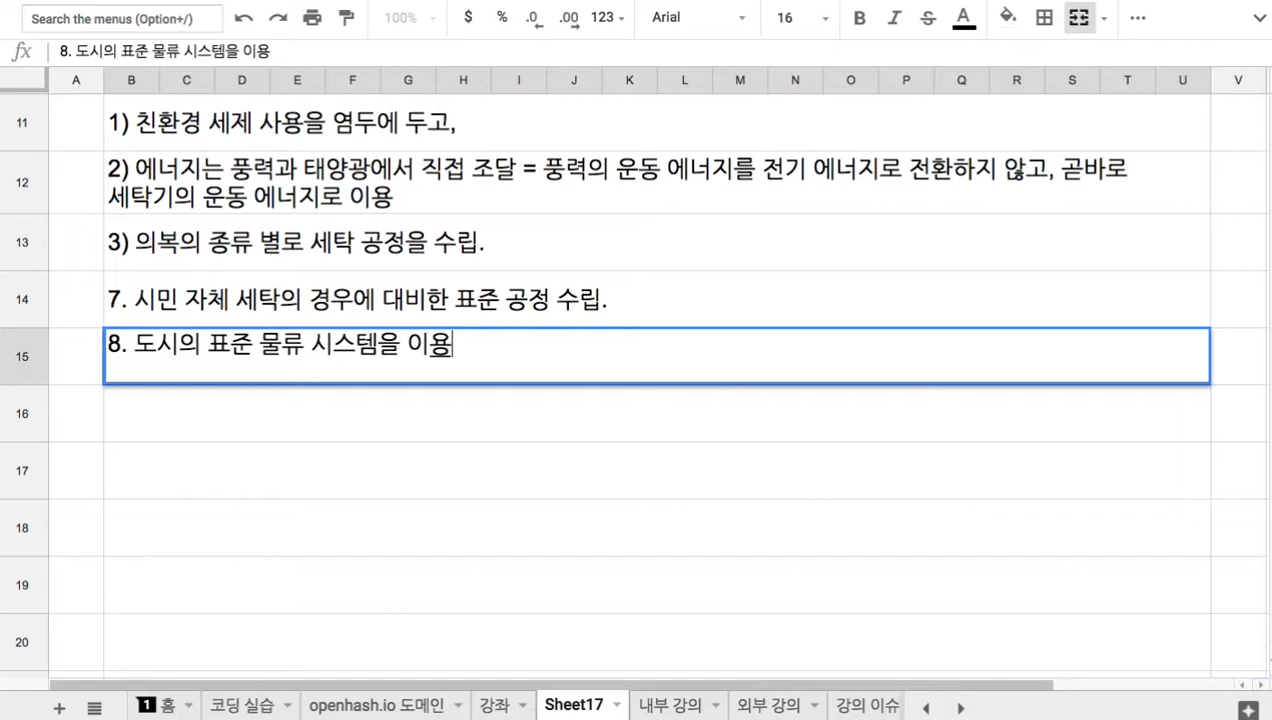 Search the menus (Option+/)
100%
$ % .0 .00 123
Arial
16
B I S A
fx 8. 도시의 표준 물류 시스템을 이용
A B C D E F G H I J K L M N O P Q R S T U V
11 1) 친환경 세제 사용을 염두에 두고,
12 2) 에너지는 풍력과 태양광에서 직접 조달 = 풍력의 운동 에너지를 전기 에너지로 전환하지 않고, 곧바로
세탁기의 운동 에너지로 이용
13 3) 의복의 종류 별로 세탁 공정을 수립.
14 7. 시민 자체 세탁의 경우에 대비한 표준 공정 수립.
15 8. 도시의 표준 물류 시스템을 이용
16
17
18
19
20
1 홈 코딩 실습 openhash.io 도메인 강좌 Sheet17 내부 강의 외부 강의 강의 이슈